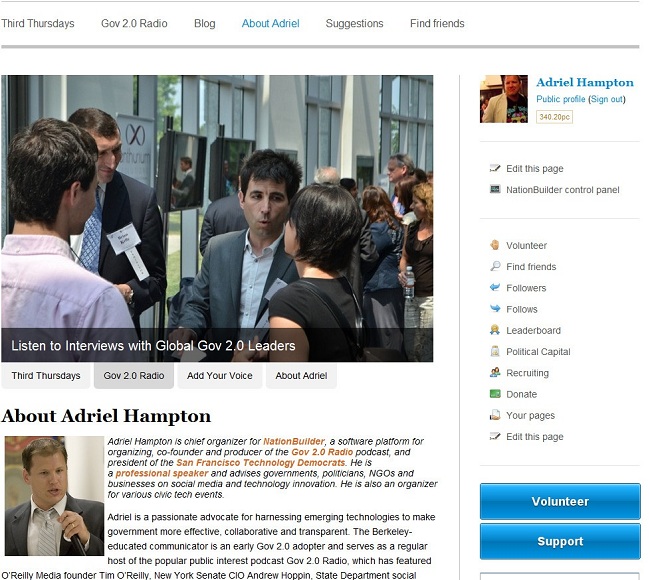 Third Thursdays Gov 2.0 Radio Blog About Adriel Suggestions Find friends
Listen to Interviews with Global Gov 2.0 Leaders
Third Thursdays Gov 2.0 Radio Add Your Voice About Adriel
About Adriel Hampton
Adriel Hampton is chief organizer for NationBuilder, a software platform for
organizing, co-founder and producer of the Gov 2.0 Radio podcast, and
president of the San Francisco Technology Democrats. He is
a professional speaker and advises governments, politicians, NGOs and
businesses on social media and technology innovation. He is also an organizer
for various civic tech events.
Adriel is a passionate advocate for harnessing emerging technologies to make
government more effective, collaborative and transparent. The Berkeley-
educated communicator is an early Gov 2.0 adopter and serves as a regular
host of the popular public interest podcast Gov 2.0 Radio, which has featured
O'Reilly Media founder Tim O'Reilly, New York Senate CIO Andrew Hoppin, State Department social
Adriel Hampton
Public profile (Sign out)
340.20pc
Edit this page
NationBuilder control panel
Volunteer
Find friends
Followers
Follows
Leaderboard
Political Capital
Recruiting
Donate
Your pages
Edit this page
Volunteer
Support